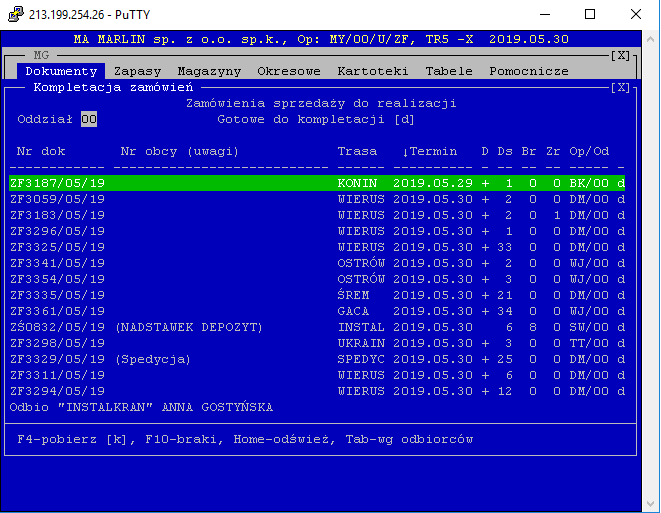 213.199.254.26 - PuTTY
MA MARLIN sp. z o.o. sp.k., Op: MY/00/U/ZF, TR5 -X 2019.05.30
MG [X]
Dokumenty Zapasy Magazyny Okresowe Kartoteki Tabele Pomocnicze
Kompletacja zamówień [X]
Zamówienia sprzedaży do realizacji
Oddział 00 Gotowe do kompletacji [d]
Nr dok Nr obcy (uwagi) Trasa ↓Termin D Ds Br Zr Op/Od
ZF3187/05/19 KONIN 2019.05.29 + 1 0 0 BK/00 d
ZF3059/05/19 WIERUS 2019.05.30 + 2 0 0 DM/00 d
ZF3183/05/19 WIERUS 2019.05.30 + 2 0 1 DM/00 d
ZF3296/05/19 WIERUS 2019.05.30 + 1 0 0 DM/00 d
ZF3325/05/19 WIERUS 2019.05.30 + 33 0 0 DM/00 d
ZF3341/05/19 OSTRÓW 2019.05.30 + 2 0 0 WJ/00 d
ZF3354/05/19 OSTRÓW 2019.05.30 + 3 0 0 WJ/00 d
ZF3335/05/19 ŚREM 2019.05.30 + 21 0 0 DM/00 d
ZF3361/05/19 GACA 2019.05.30 + 34 0 0 WJ/00 d
ZŚ0832/05/19 (NADSTAWEK DEPOZYT) INSTAL 2019.05.30 6 8 0 SW/00 d
ZF3298/05/19 UKRAIN 2019.05.30 + 3 0 0 TT/00 d
ZF3329/05/19 (Spedycja) SPEDYC 2019.05.30 + 25 0 0 DM/00 d
ZF3311/05/19 WIERUS 2019.05.30 + 6 0 0 DM/00 d
ZF3294/05/19 WIERUS 2019.05.30 + 12 0 0 DM/00 d
Odbio "INSTALKRAN" ANNA GOSTYŃSKA
F4-pobierz [k], F10-braki, Home-odśwież, Tab-wg odbiorców